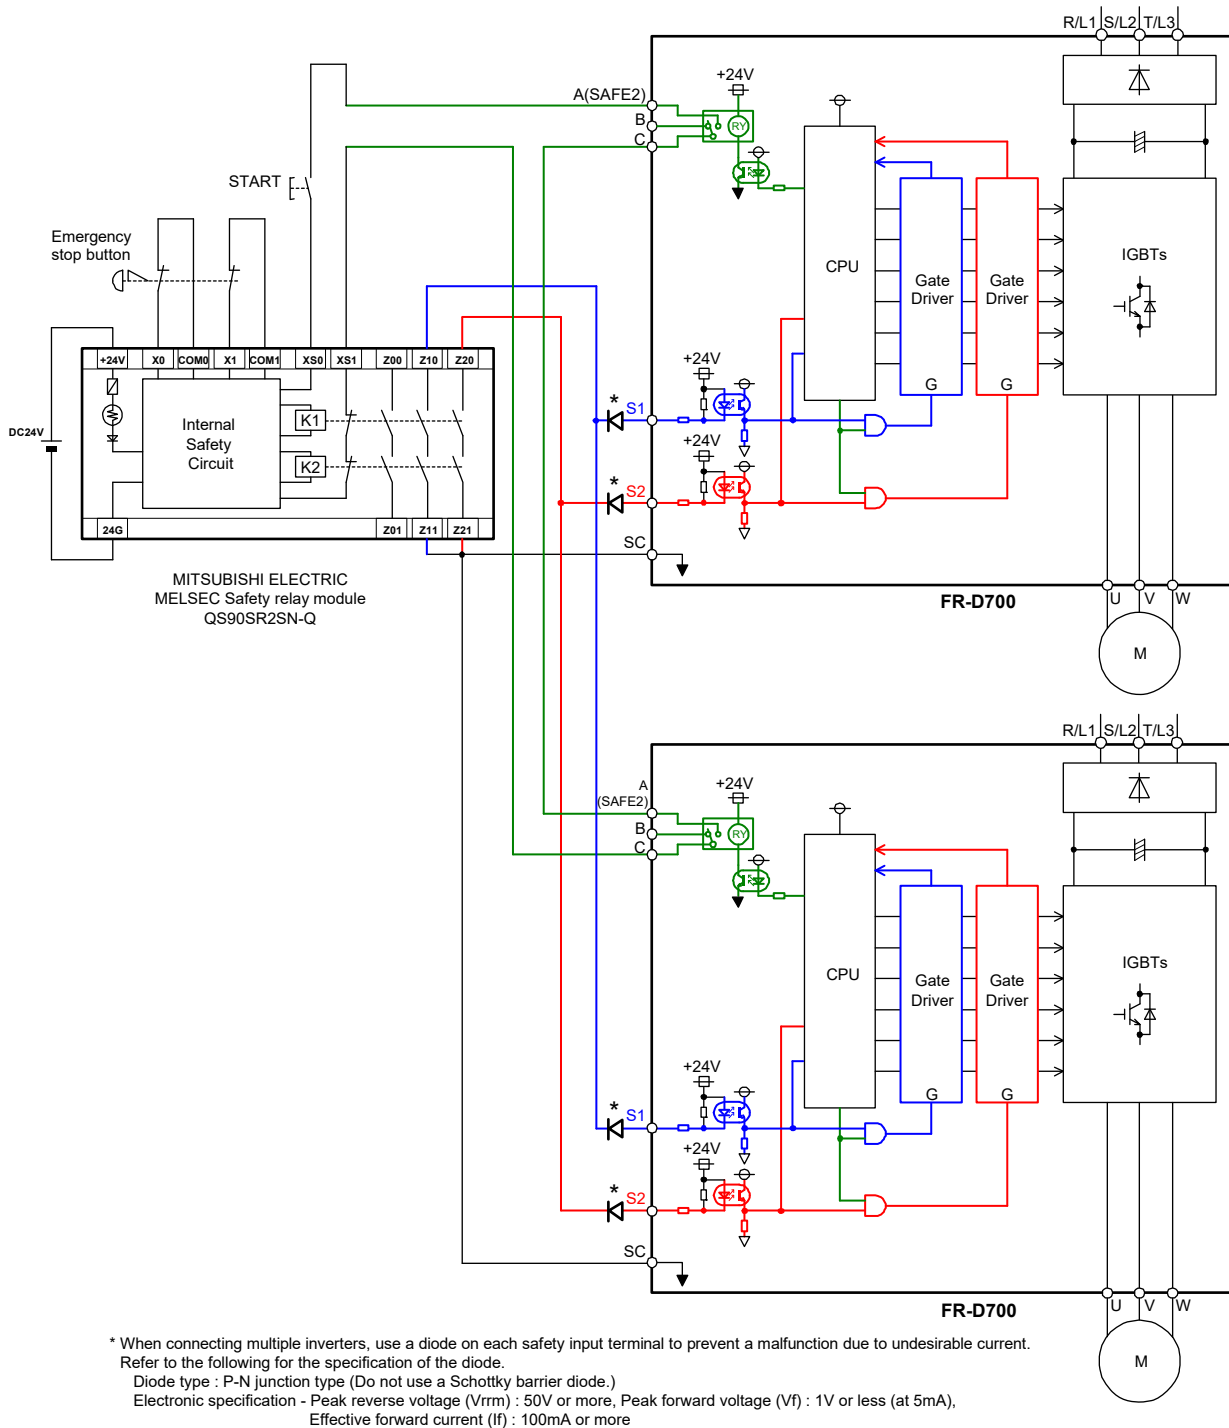 R/L1 S/L2 T/L3
+24V
A(SAFE2)
B
C
RY
START
Emergency
stop button
CPU
Gate
Driver
Gate
Driver
IGBTs
+24V X0 COM0 X1 COM1 XS0 XS1 Z00 Z10 Z20
G G
+24V
* S1
DC24V
Internal
Safety
Circuit
K1
K2
+24V
* S2
24G Z01 Z11 Z21
SC
MITSUBISHI ELECTRIC
MELSEC Safety relay module
QS90SR2SN-Q
FR-D700
U V W
M
R/L1 S/L2 T/L3
+24V
A
(SAFE2)
B
C
RY
CPU
Gate
Driver
Gate
Driver
IGBTs
G G
+24V
* S1
+24V
* S2
SC
FR-D700
U V W
M
* When connecting multiple inverters, use a diode on each safety input terminal to prevent a malfunction due to undesirable current.
Refer to the following for the specification of the diode.
Diode type : P-N junction type (Do not use a Schottky barrier diode.)
Electronic specification - Peak reverse voltage (Vrrm) : 50V or more, Peak forward voltage (Vf) : 1V or less (at 5mA),
Effective forward current (If) : 100mA or more